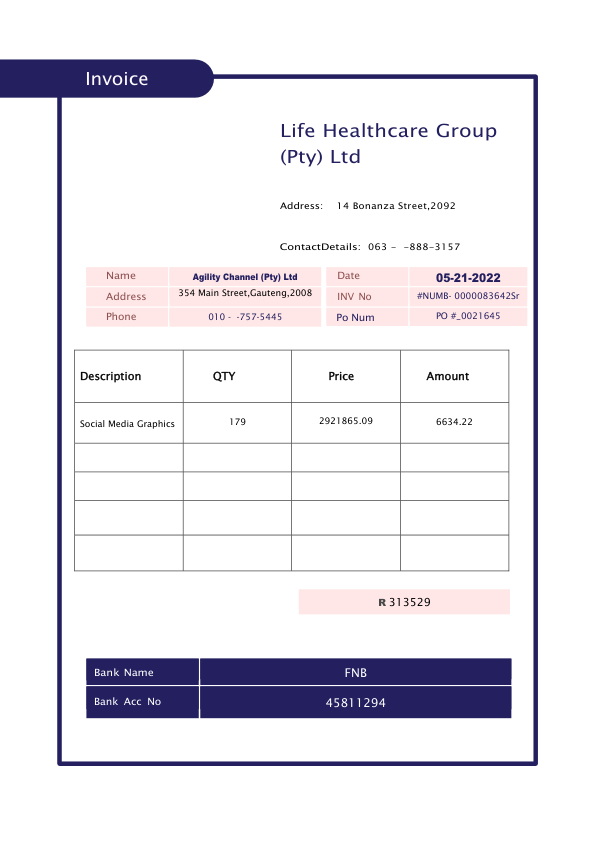 Invoice
Life Healthcare Group
(Pty) Ltd
Address: 14 Bonanza Street,2092
ContactDetails: 063 - -888-3157
Name Agility Channel (Pty) Ltd Date 05-21-2022
Address 354 Main Street,Gauteng,2008 INV No #NUMB- 0000083642Sr
Phone 010 - -757-5445 Po Num PO #_0021645
Description QTY Price Amount
Social Media Graphics 179 2921865.09 6634.22
R 313529
Bank Name FNB
Bank Acc No 45811294